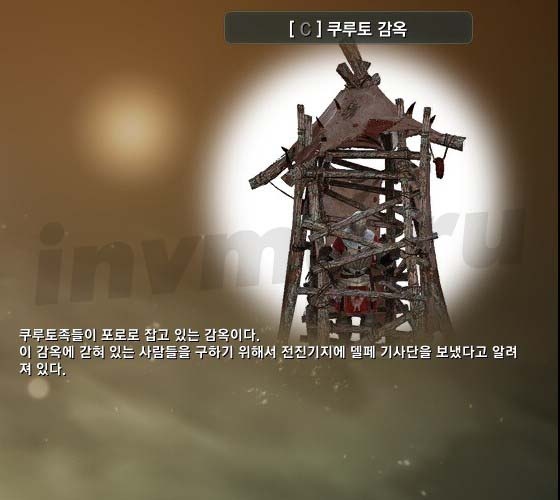 [ C ] 쿠루토 감옥
쿠루토족들이 포로로 잡고 있는 감옥이다.
이 감옥에 갇혀 있는 사람들을 구하기 위해서 전진기지에 델페 기사단을 보냈다고 알려
져 있다.